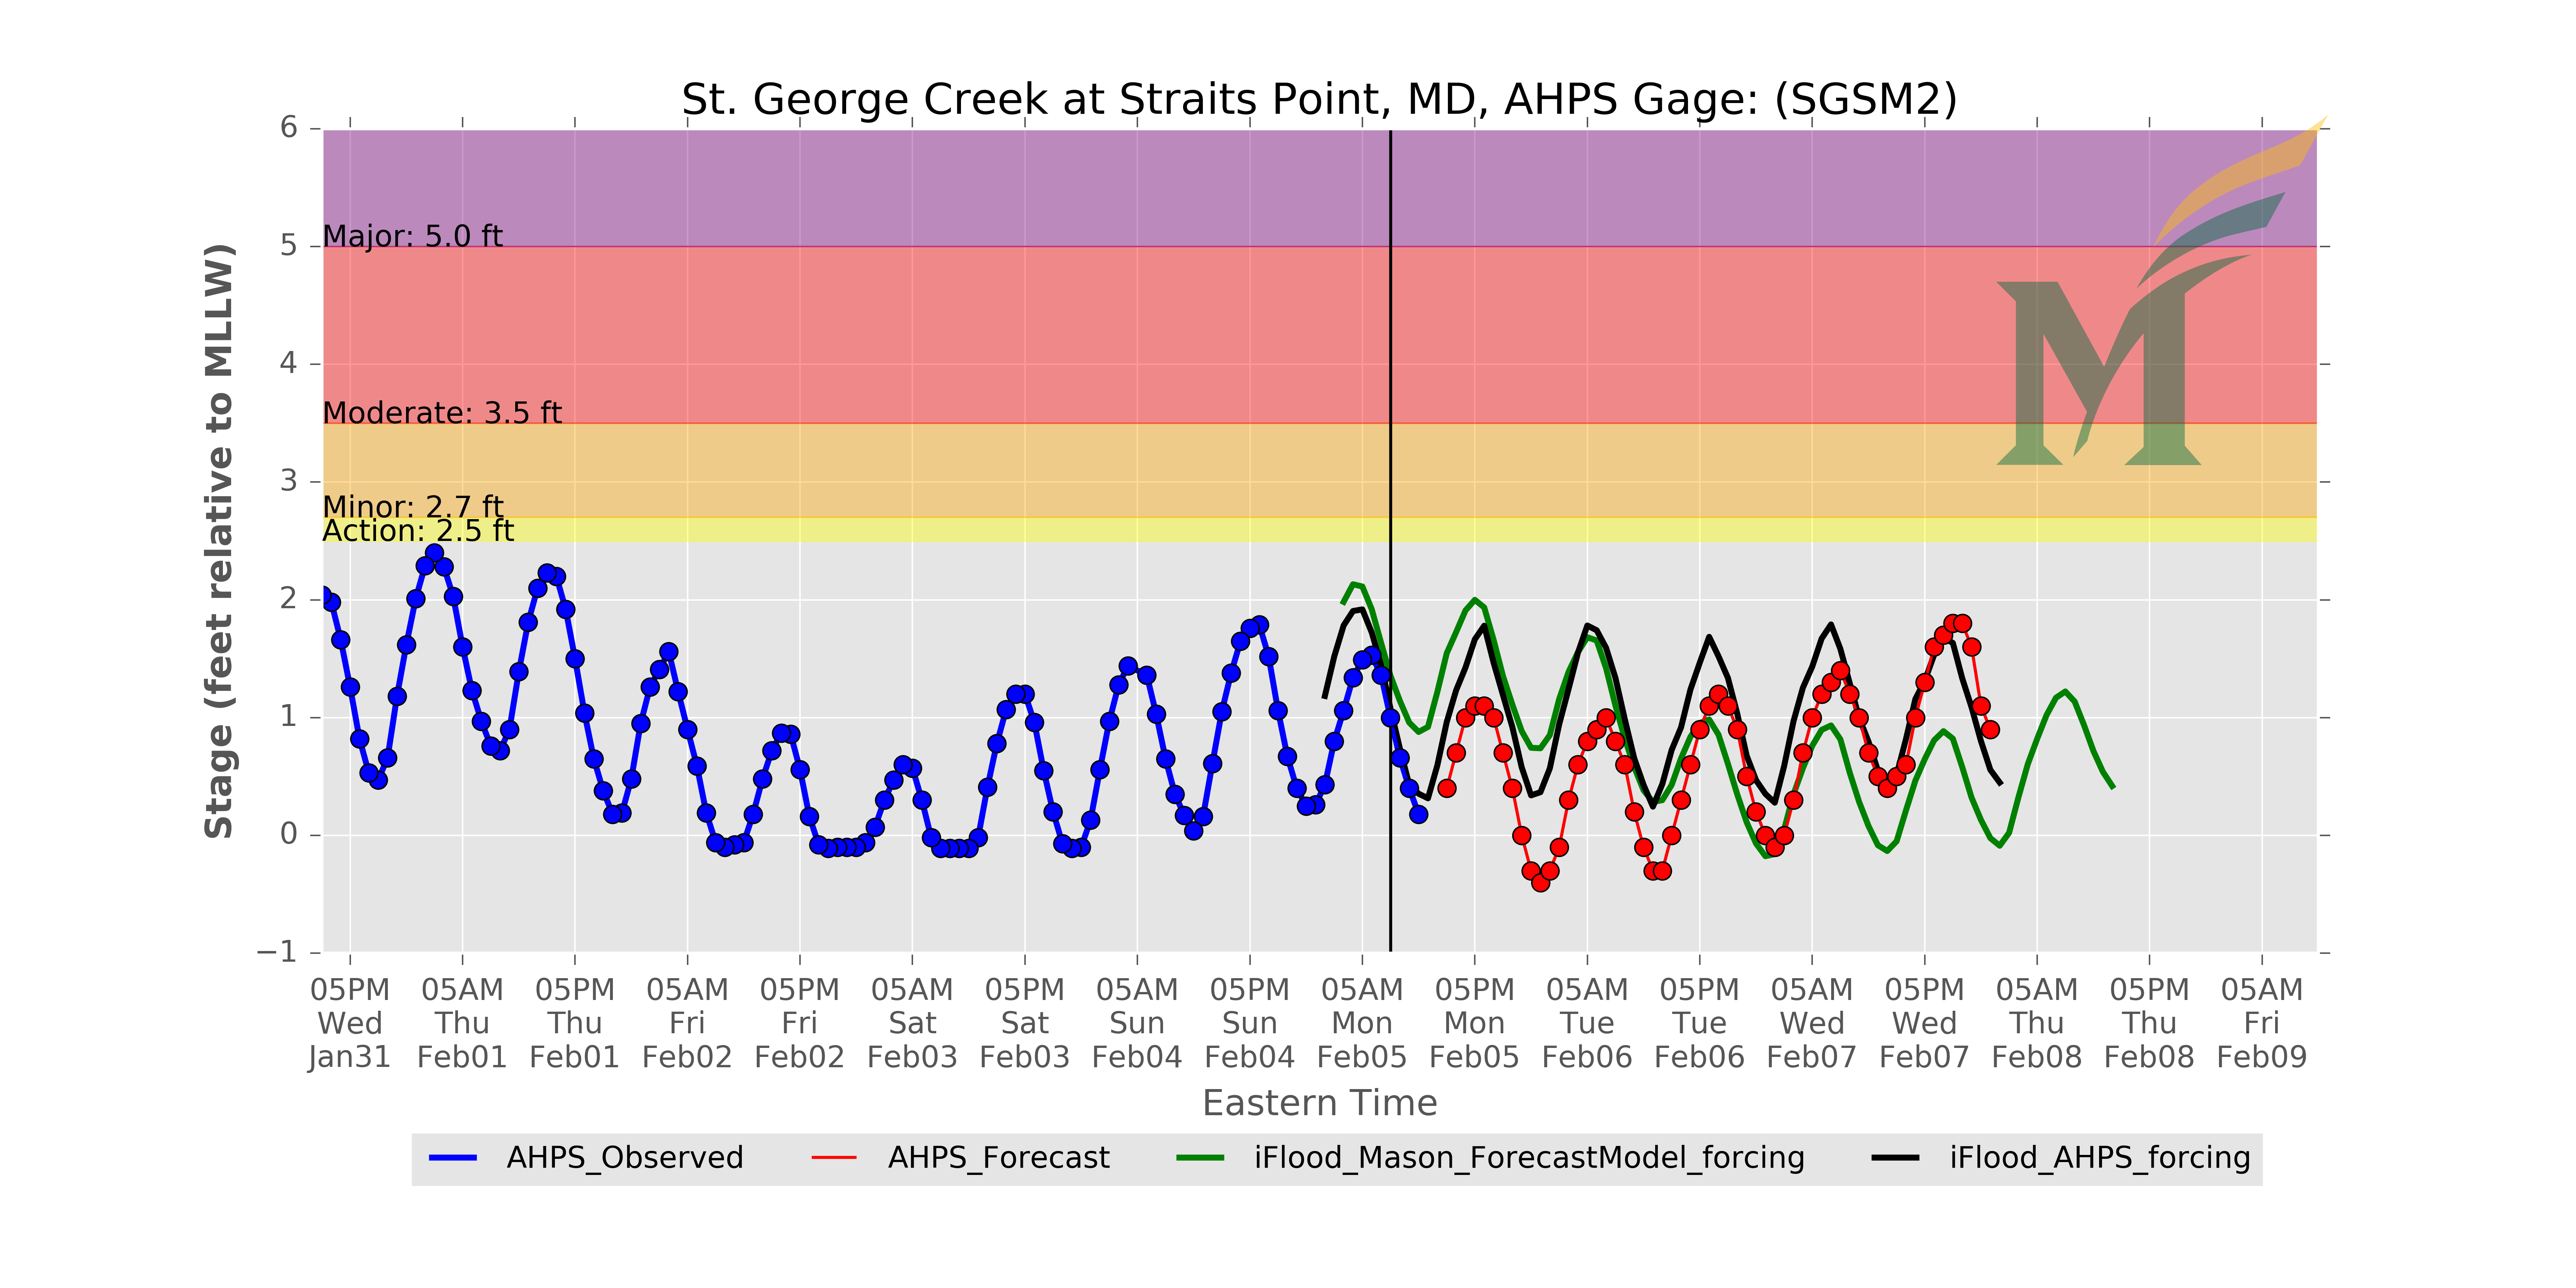 St. George Creek at Straits Point, MD, AHPS Gage: (SGSM2)
Stage (feet relative to MLLW)
6
5
4
3
2
1
0
−1
Major: 5.0 ft
Moderate: 3.5 ft
Minor: 2.7 ft
Action: 2.5 ft
M
05PM 05AM 05PM 05AM 05PM 05AM 05PM 05AM 05PM 05AM 05PM 05AM 05PM 05AM 05PM 05AM 05PM 05AM
Wed Thu Thu Fri Fri Sat Sat Sun Sun Mon Mon Tue Tue Wed Wed Thu Thu Fri
Jan31 Feb01 Feb01 Feb02 Feb02 Feb03 Feb03 Feb04 Feb04 Feb05 Feb05 Feb06 Feb06 Feb07 Feb07 Feb08 Feb08 Feb09
Eastern Time
AHPS_Observed AHPS_Forecast iFlood_Mason_ForecastModel_forcing iFlood_AHPS_forcing